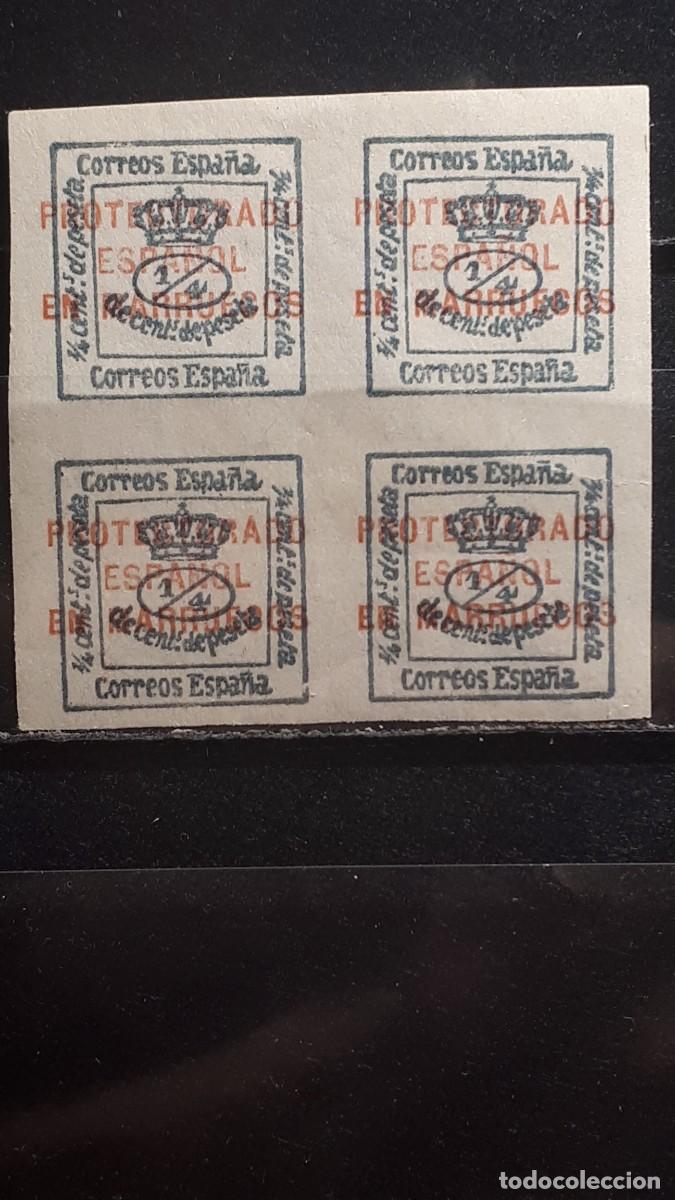 Correos España
¼ cent.s de peseta
PROTECTORADO
ESPAÑOL
EN MARRUECOS
1/4
de cent.s de peseta
¼ cent.s de peseta
Correos España
Correos España
¼ cent.s de peseta
PROTECTORADO
ESPAÑOL
EN MARRUECOS
1/4
de cent.s de peseta
¼ cent.s de peseta
Correos España
Correos España
¼ cent.s de peseta
PROTECTORADO
ESPAÑOL
EN MARRUECOS
1/4
de cent.s de peseta
¼ cent.s de peseta
Correos España
Correos España
¼ cent.s de peseta
PROTECTORADO
ESPAÑOL
EN MARRUECOS
1/4
de cent.s de peseta
¼ cent.s de peseta
Correos España
todocoleccion